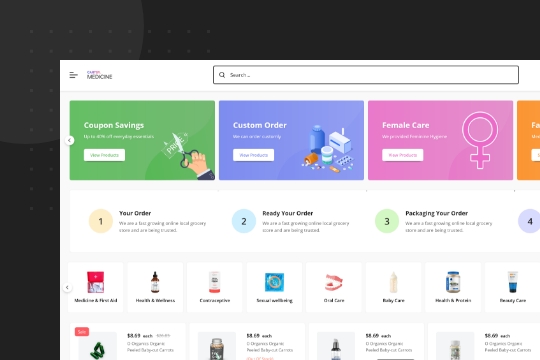 CARTSY
MEDICINE
Search ...
Coupon Savings
Up to 40% off everyday essentials
View Products
Custom Order
We can order custom by
View Products
Female Care
We provide Feminine Hygiene
View Products
Fa
1
Your Order
We are a fast growing online local grocery
store and are being trusted.
2
Ready Your Order
We are a fast growing online local grocery
store and are being trusted.
3
Packaging Your Order
We are a fast growing online local grocery
store and are being trusted.
4
Medicine & First Aid
Health & Wellness
Contraceptive
Sexual wellbeing
Oral Care
Baby Care
Health & Protein
Beauty Care
Sale
$8.69 each
O Organics Organic
Peeled Baby-cut Carrots
$8.69 each
O Organics Organic
Peeled Baby-cut Carrots
$8.69 each
O Organics Organic
Peeled Baby-cut Carrots
$8.69 each
O Organics Organic
Peeled Baby-cut Carrots